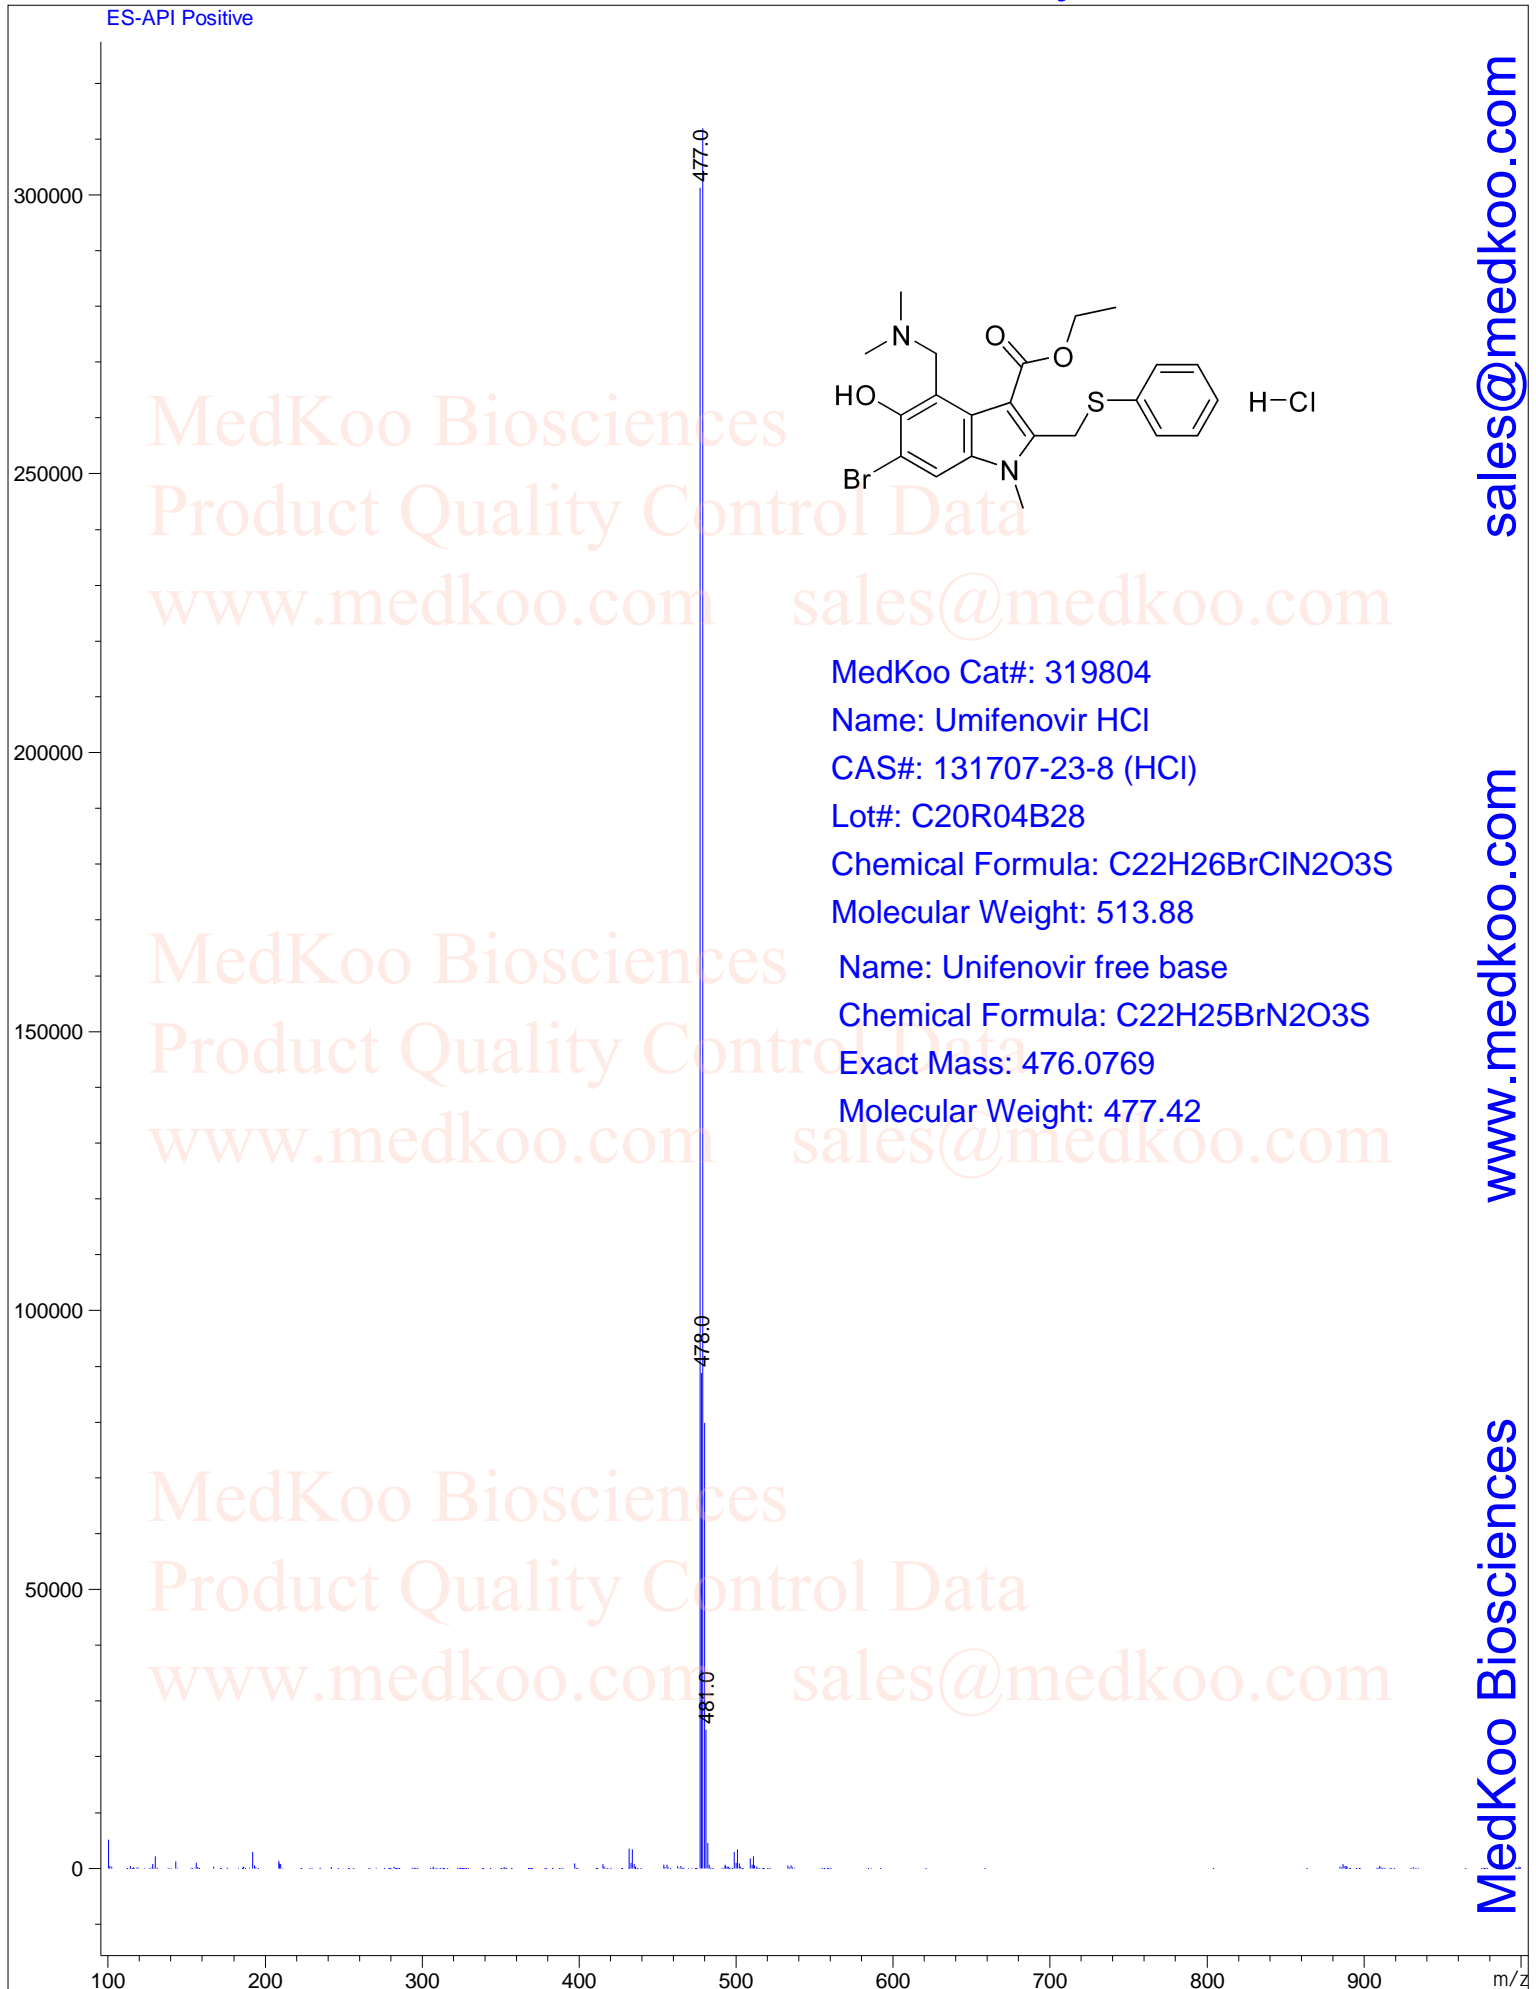 ES-API Positive
477.0
478.0
481.0
300000
250000
200000
150000
100000
50000
0
100 200 300 400 500 600 700 800 900 m/z
N
O
O
HO
S
H-Cl
Br
N
MedKoo Biosciences
Product Quality Control Data
www.medkoo.com sales@medkoo.com
MedKoo Cat#: 319804
Name: Umifenovir HCl
CAS#: 131707-23-8 (HCl)
Lot#: C20R04B28
Chemical Formula: C22H26BrClN2O3S
Molecular Weight: 513.88
Name: Unifenovir free base
Chemical Formula: C22H25BrN2O3S
Exact Mass: 476.0769
Molecular Weight: 477.42
MedKoo Biosciences
Product Quality Control Data
www.medkoo.com sales@medkoo.com
MedKoo Biosciences
Product Quality Control Data
www.medkoo.com sales@medkoo.com
MedKoo Biosciences www.medkoo.com sales@medkoo.com